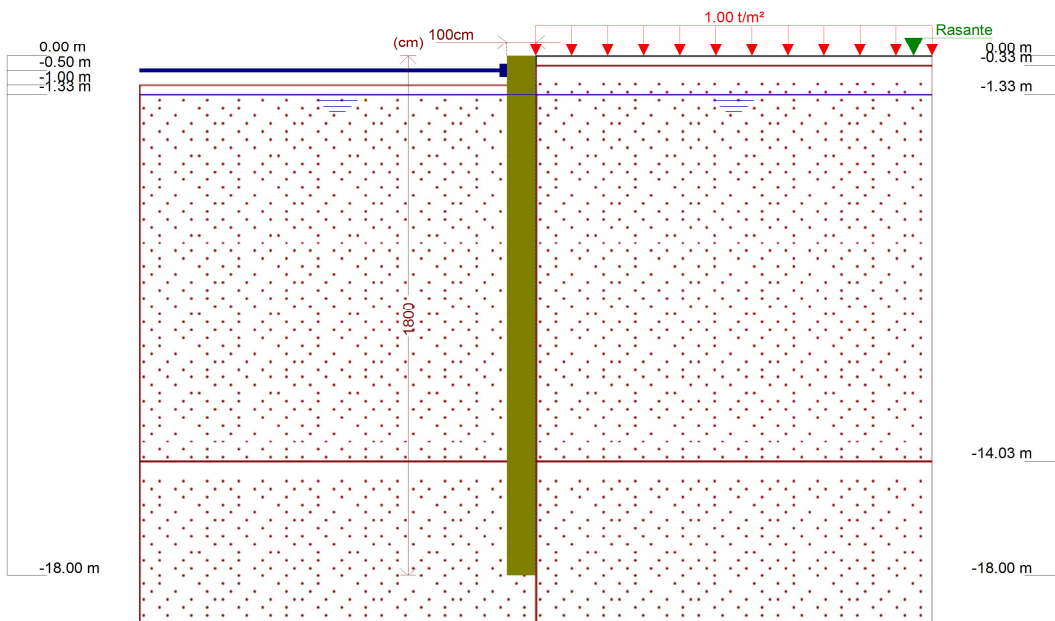 1.00 t/m²
Rasante
(cm) 100cm
0.00 m
-0.50 m
-1.00 m
-1.33 m
0.00 m
-0.33 m
-1.33 m
1800
-14.03 m
-18.00 m
-18.00 m